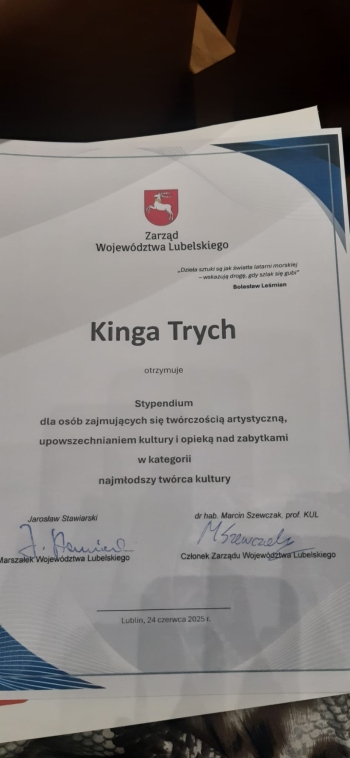 Zarząd
Województwa Lubelskiego
„Dzieła sztuki są jak światła latarni morskiej
– wskazują drogę, gdy szlak się gubi”
Bolesław Leśmian
Kinga Trych
otrzymuje
Stypendium
dla osób zajmujących się twórczością artystyczną,
upowszechnianiem kultury i opieką nad zabytkami
w kategorii
najmłodszy twórca kultury
Jarosław Stawiarski
dr hab. Marcin Szewczak, prof. KUL
M Szewczak
Marszałek Województwa Lubelskiego
Członek Zarządu Województwa Lubelskiego
Lublin, 24 czerwca 2025 r.